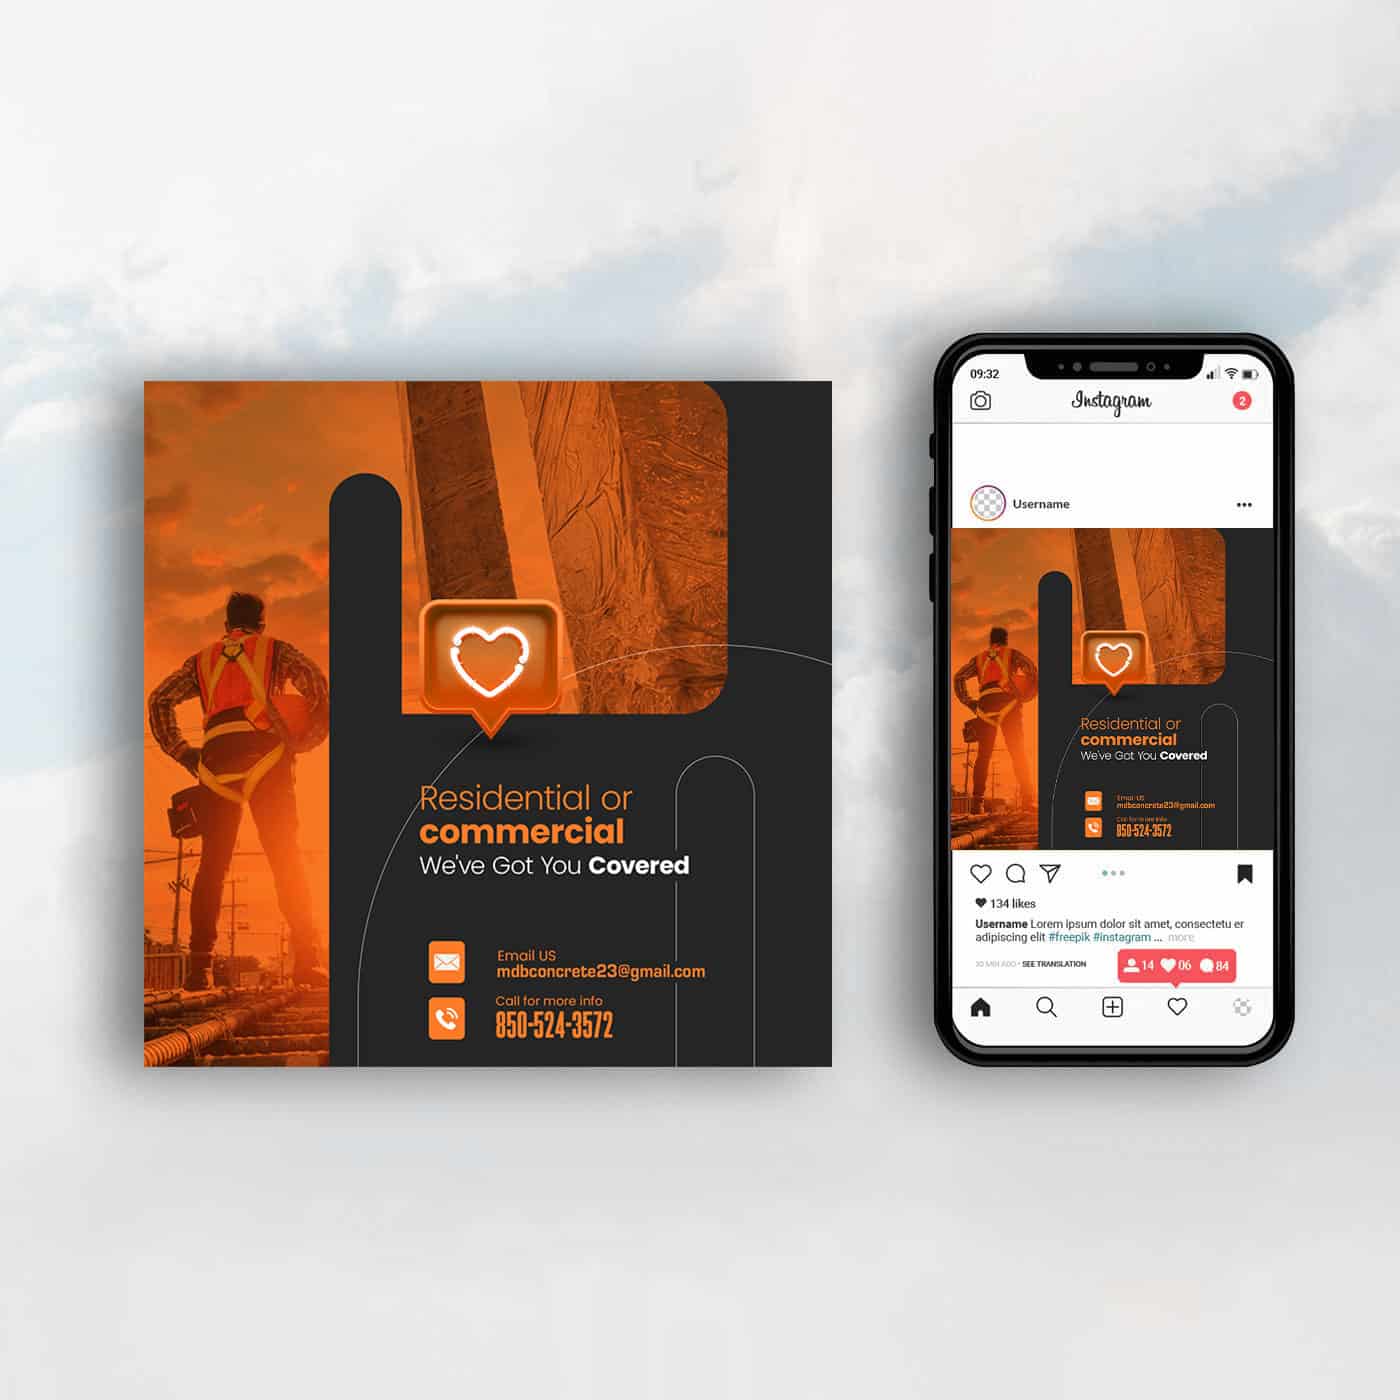 Residential or
commercial
We've Got You Covered
Email US
mdbconcrete23@gmail.com
Call for more info
850-524-3572
09:32
Instagram
2
Username
Residential or
commercial
We've Got You Covered
Email US
mdbconcrete23@gmail.com
Call for more info
850-524-3572
134 likes
Username Lorem ipsum dolor sit amet, consectetu er
adipiscing elit #freepik #instagram ... more
30 MIN AGO • SEE TRANSLATION
14 06 84